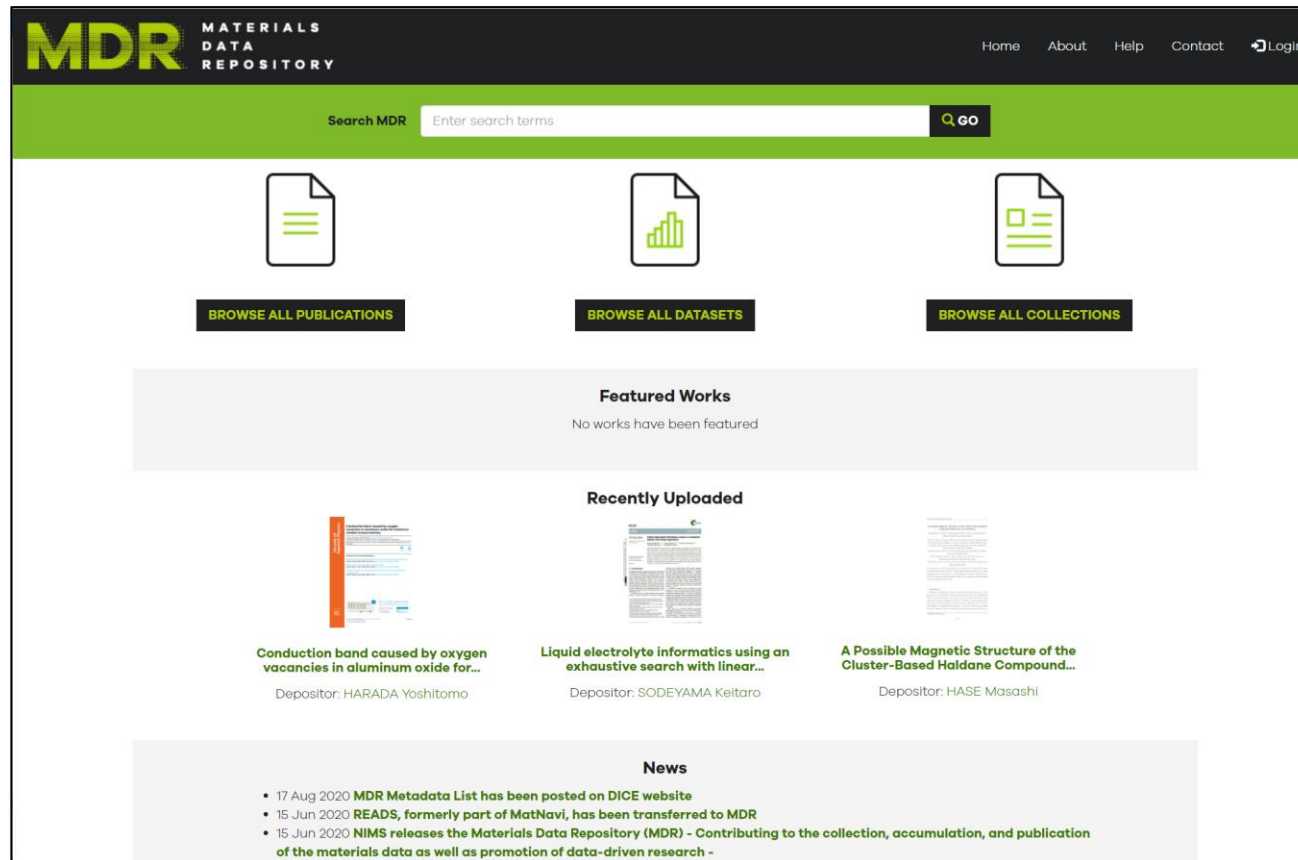 MDR
MATERIALS
DATA
REPOSITORY
Home About Help Contact Login
Search MDR Enter search terms GO
BROWSE ALL PUBLICATIONS BROWSE ALL DATASETS BROWSE ALL COLLECTIONS
Featured Works
No works have been featured
Recently Uploaded
Conduction band caused by oxygen
vacancies in aluminum oxide for...
Depositor: HARADA Yoshitomo
Liquid electrolyte informatics using an
exhaustive search with linear...
Depositor: SODEYAMA Keitaro
A Possible Magnetic Structure of the
Cluster-Based Haldane Compound...
Depositor: HASE Masashi
News
• 17 Aug 2020 MDR Metadata List has been posted on DICE website
• 15 Jun 2020 READS, formerly part of MatNavi, has been transferred to MDR
• 15 Jun 2020 NIMS releases the Materials Data Repository (MDR) - Contributing to the collection, accumulation, and publication
of the materials data as well as promotion of data-driven research -